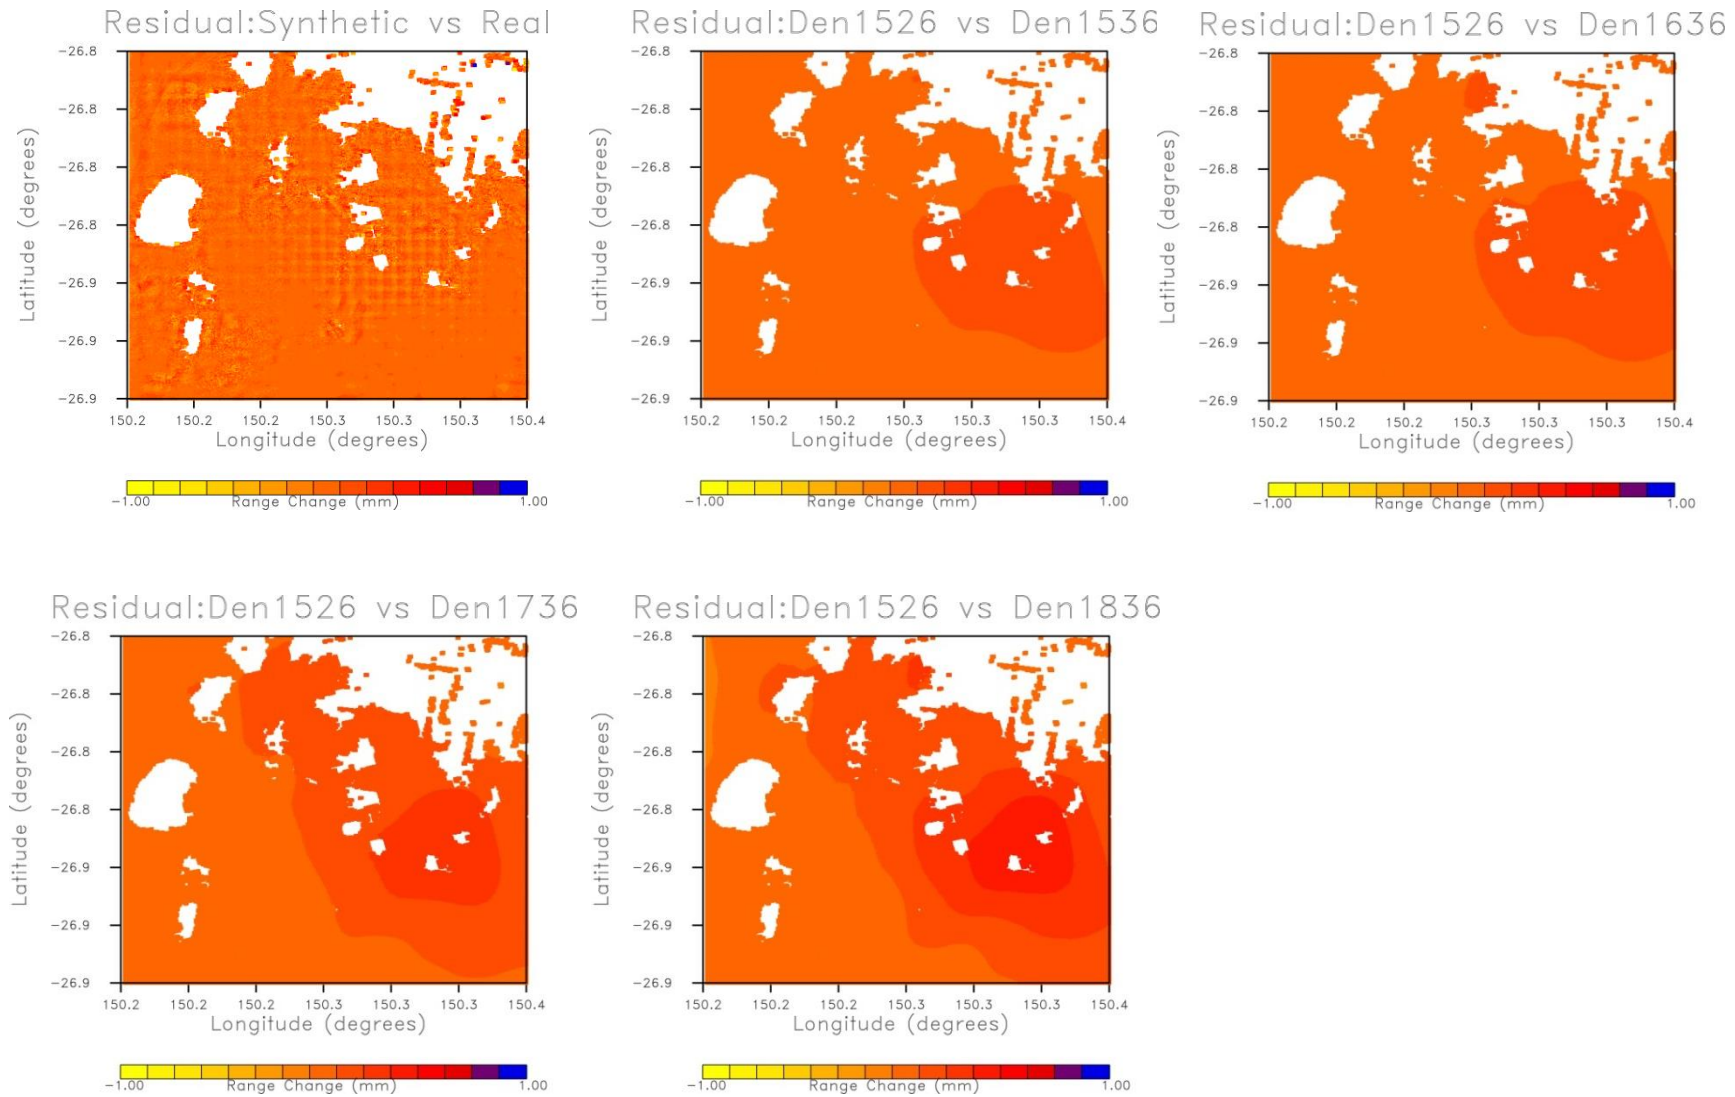 Residual:Synthetic vs Real
-26.8
-26.8
-26.8
-26.8
-26.9
-26.9
-26.9
Latitude (degrees)
150.2 150.2 150.2 150.3 150.3 150.3 150.4
Longitude (degrees)
-1.00 Range Change (mm) 1.00
Residual:Den1526 vs Den1536
-26.8
-26.8
-26.8
-26.8
-26.9
-26.9
-26.9
Latitude (degrees)
150.2 150.2 150.2 150.3 150.3 150.3 150.4
Longitude (degrees)
-1.00 Range Change (mm) 1.00
Residual:Den1526 vs Den1636
-26.8
-26.8
-26.8
-26.8
-26.9
-26.9
-26.9
Latitude (degrees)
150.2 150.2 150.2 150.3 150.3 150.3 150.4
Longitude (degrees)
-1.00 Range Change (mm) 1.00
Residual:Den1526 vs Den1736
-26.8
-26.8
-26.8
-26.8
-26.9
-26.9
-26.9
Latitude (degrees)
150.2 150.2 150.2 150.3 150.3 150.3 150.4
Longitude (degrees)
-1.00 Range Change (mm) 1.00
Residual:Den1526 vs Den1836
-26.8
-26.8
-26.8
-26.8
-26.9
-26.9
-26.9
Latitude (degrees)
150.2 150.2 150.2 150.3 150.3 150.3 150.4
Longitude (degrees)
-1.00 Range Change (mm) 1.00